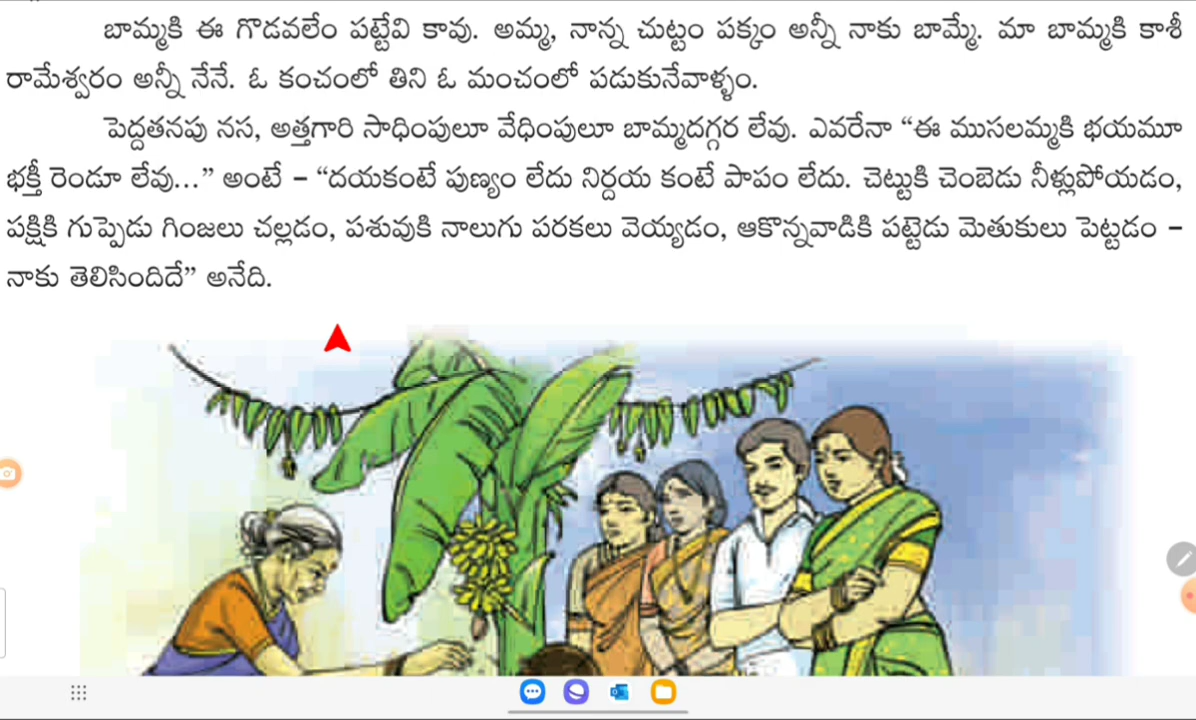 బామ్మకి ఈ గొడవలేం పట్టేవి కావు. అమ్మ, నాన్న చుట్టం పక్కం అన్నీ నాకు బామ్మే. మా బామ్మకి కాశీ
రామేశ్వరం అన్నీ నేనే. ఓ కంచంలో తిని ఓ మంచంలో పడుకునేవాళ్ళం.
పెద్దతనపు నస, అత్తగారి సాధింపులూ వేధింపులూ బామ్మదగ్గర లేవు. ఎవరేనా “ఈ ముసలమ్మకి భయమూ
భక్తీ రెండూ లేవు...” అంటే – “దయకంటే పుణ్యం లేదు నిర్దయ కంటే పాపం లేదు. చెట్టుకి చెంబెడు నీళ్లుపోయడం,
పక్షికి గుప్పెడు గింజలు చల్లడం, పశువుకి నాలుగు పరకలు వెయ్యడం, ఆకొన్నవాడికి పట్టెడు మెతుకులు పెట్టడం –
నాకు తెలిసిందిదే” అనేది.